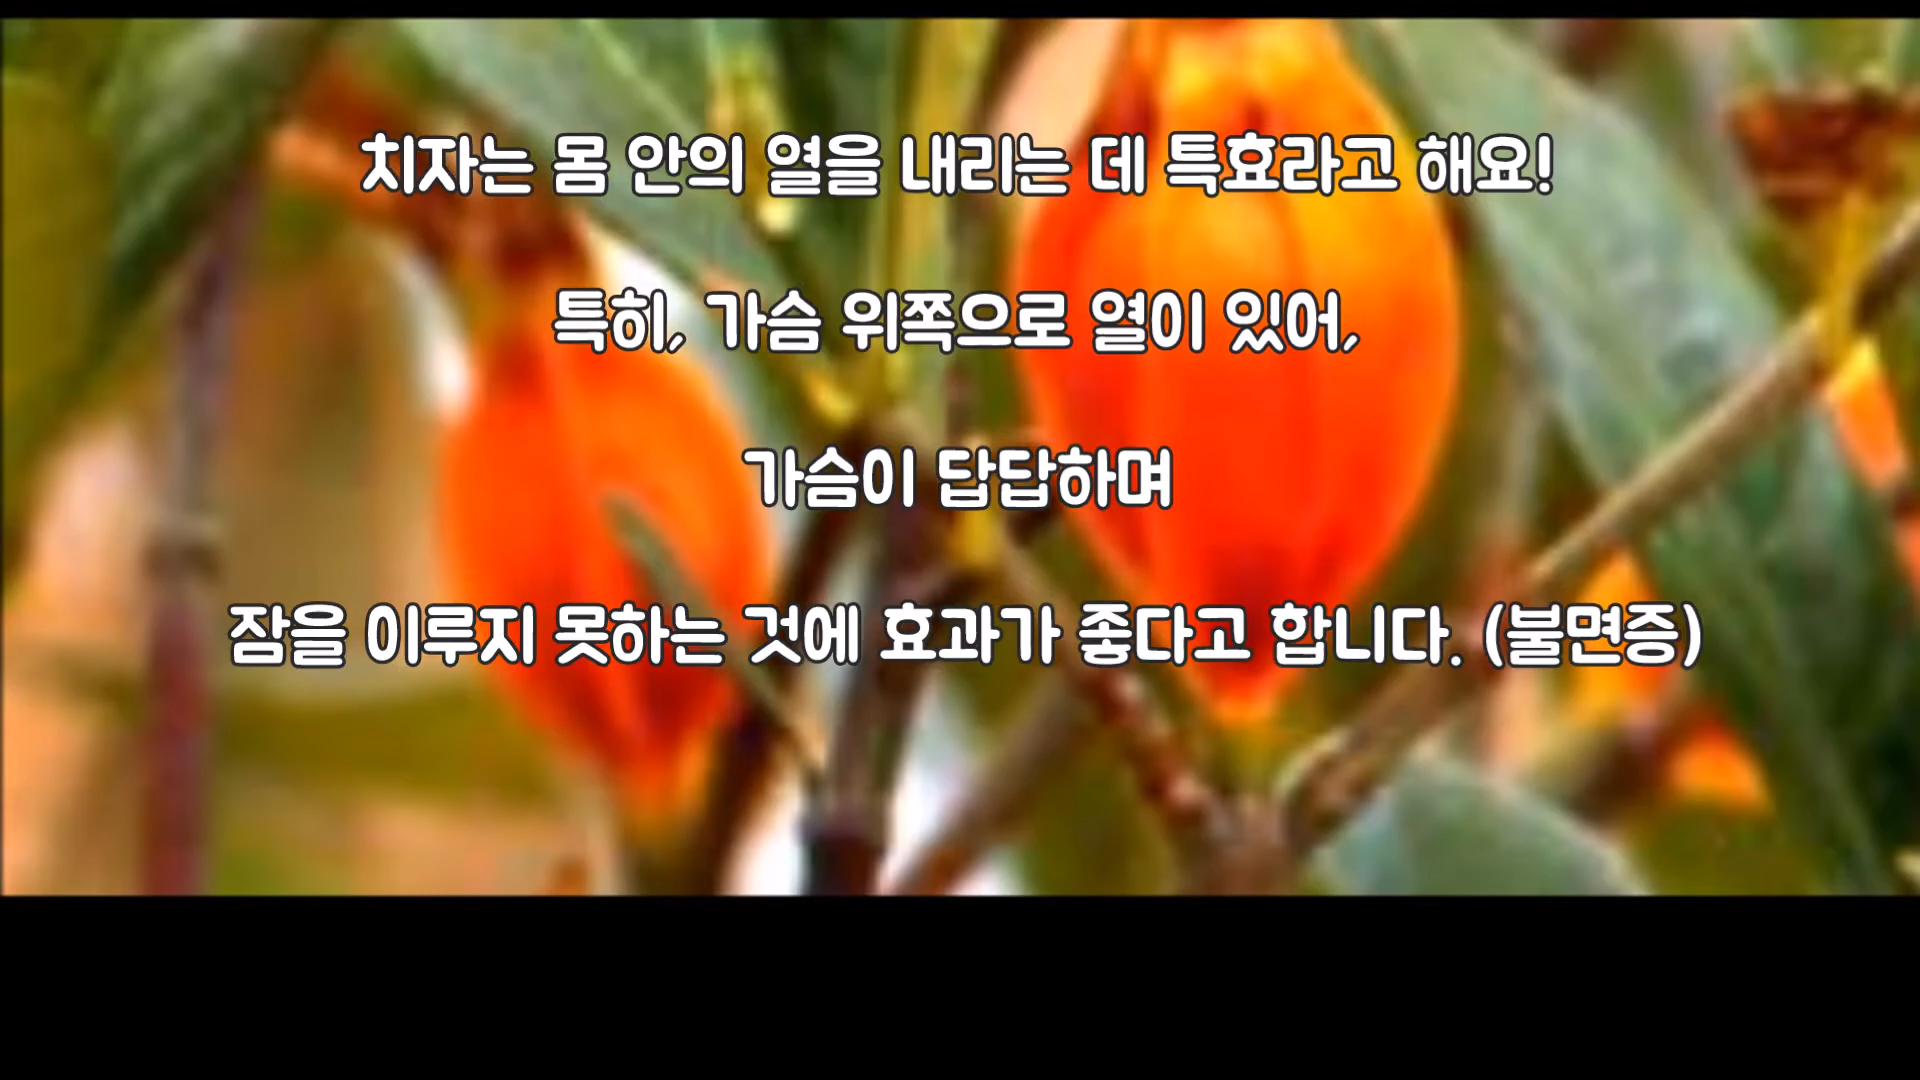 치자는 몸 안의 열을 내리는 데 특효라고 해요!
특히, 가슴 위쪽으로 열이 있어,
가슴이 답답하며
잠을 이루지 못하는 것에 효과가 좋다고 합니다. (불면증)